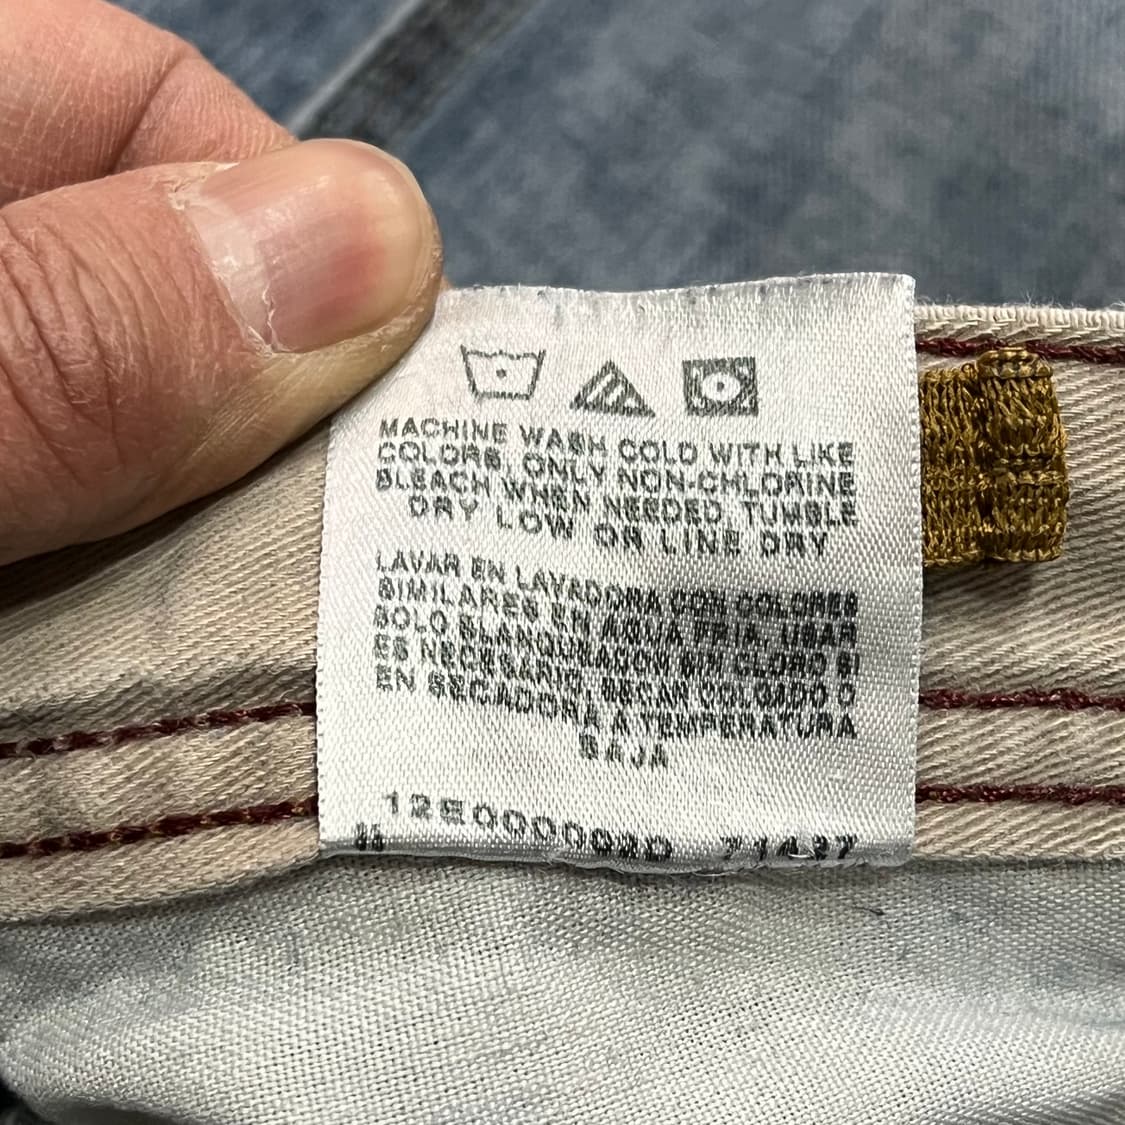 MACHINE WASH COLD WITH LIKE
COLORS, ONLY NON-CHLORINE
BLEACH WHEN NEEDED, TUMBLE
DRY LOW OR LINE DRY
LAVAR EN LAVADORA CON COLORES
SIMILARES EN AGUA FRIA, USAR
SOLO BLANQUEADOR SIN CLORO SI
ES NECESARIO, SECAR COLGADO O
EN SECADORA A TEMPERATURA
BAJA